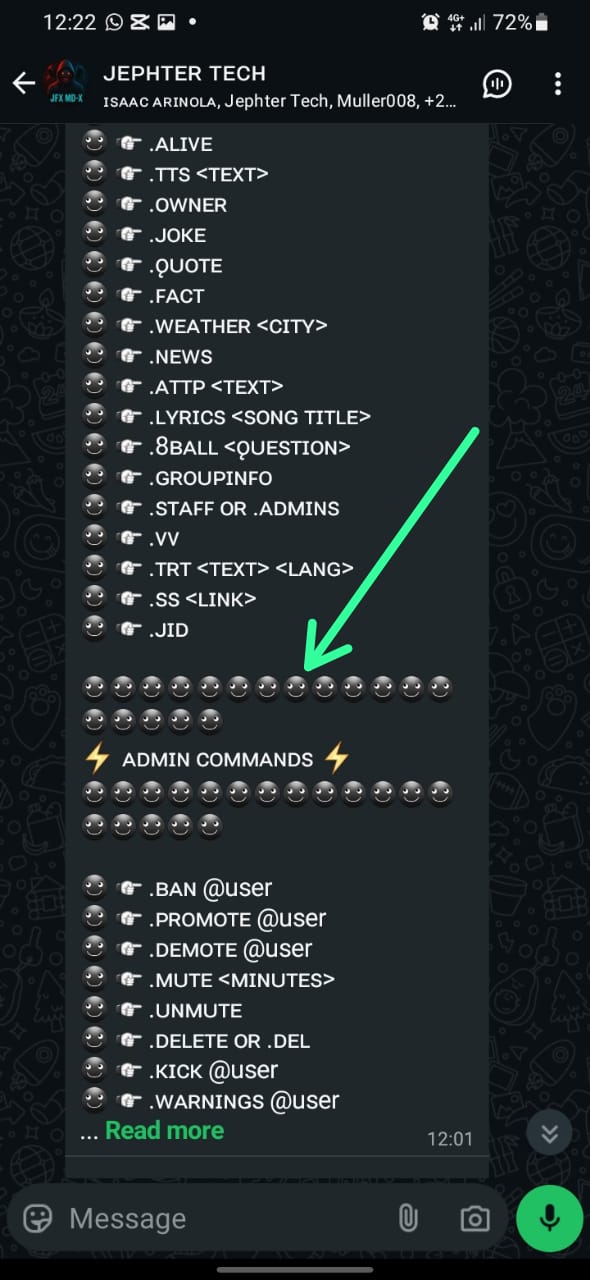 12:22
4G+
72%
JEPHTER TECH
ISAAC ARINOLA, Jephter Tech, Muller008, +2...
JFX MD-X
.ALIVE
.TTS <TEXT>
.OWNER
.JOKE
.QUOTE
.FACT
.WEATHER <CITY>
.NEWS
.ATTP <TEXT>
.LYRICS <SONG TITLE>
.8BALL <QUESTION>
.GROUPINFO
.STAFF OR .ADMINS
.VV
.TRT <TEXT> <LANG>
.SS <LINK>
.JID
⚡ ADMIN COMMANDS ⚡
.BAN @user
.PROMOTE @user
.DEMOTE @user
.MUTE <MINUTES>
.UNMUTE
.DELETE OR .DEL
.KICK @user
.WARNINGS @user
... Read more
12:01
Message